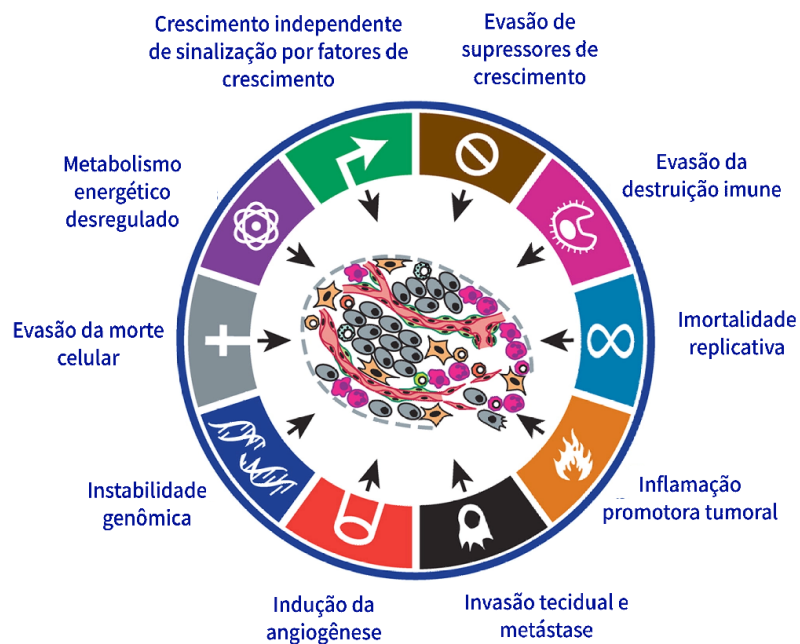 Crescimento independente
de sinalização por fatores de
crescimento
Evasão de
supressores de
crescimento
Evasão da
destruição imune
Imortalidade
replicativa
Inflamação
promotora tumoral
Invasão tecidual e
metástase
Indução da
angiogênese
Instabilidade
genômica
Evasão da morte
celular
Metabolismo
energético
desregulado